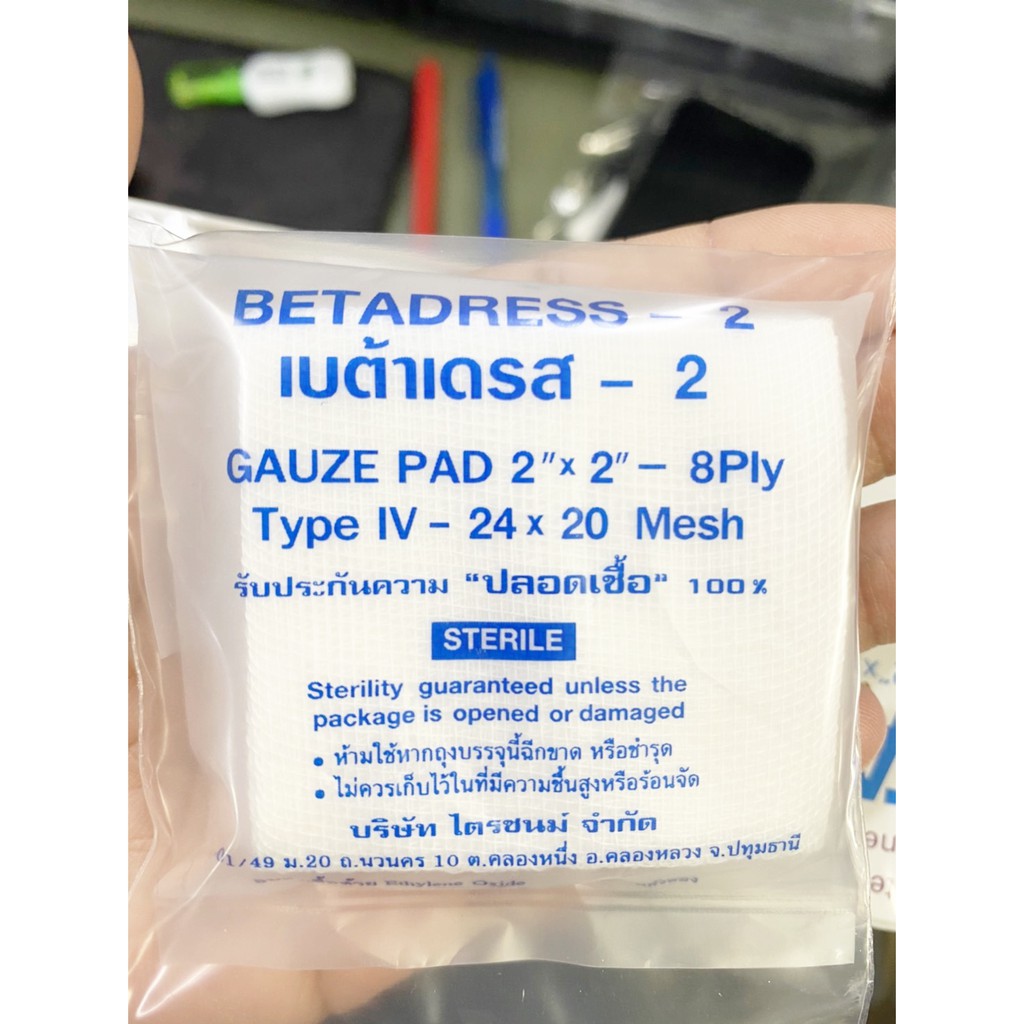 BETADRESS - 2
เบต้าเดรส - 2
GAUZE PAD 2"x 2" - 8Ply
Type IV - 24 x 20 Mesh
รับประกันความ "ปลอดเชื้อ" 100%
STERILE
Sterility guaranteed unless the
package is opened or damaged
• ห้ามใช้หากถุงบรรจุนี้ฉีกขาด หรือชำรุด
• ไม่ควรเก็บไว้ในที่มีความชื้นสูงหรือร้อนจัด
บริษัท ไตรชนม์ จำกัด
1/49 ม.20 ถ.นวนคร 10 ต.คลองหนึ่ง อ.คลองหลวง จ.ปทุมธานี
Ethylene Oxide